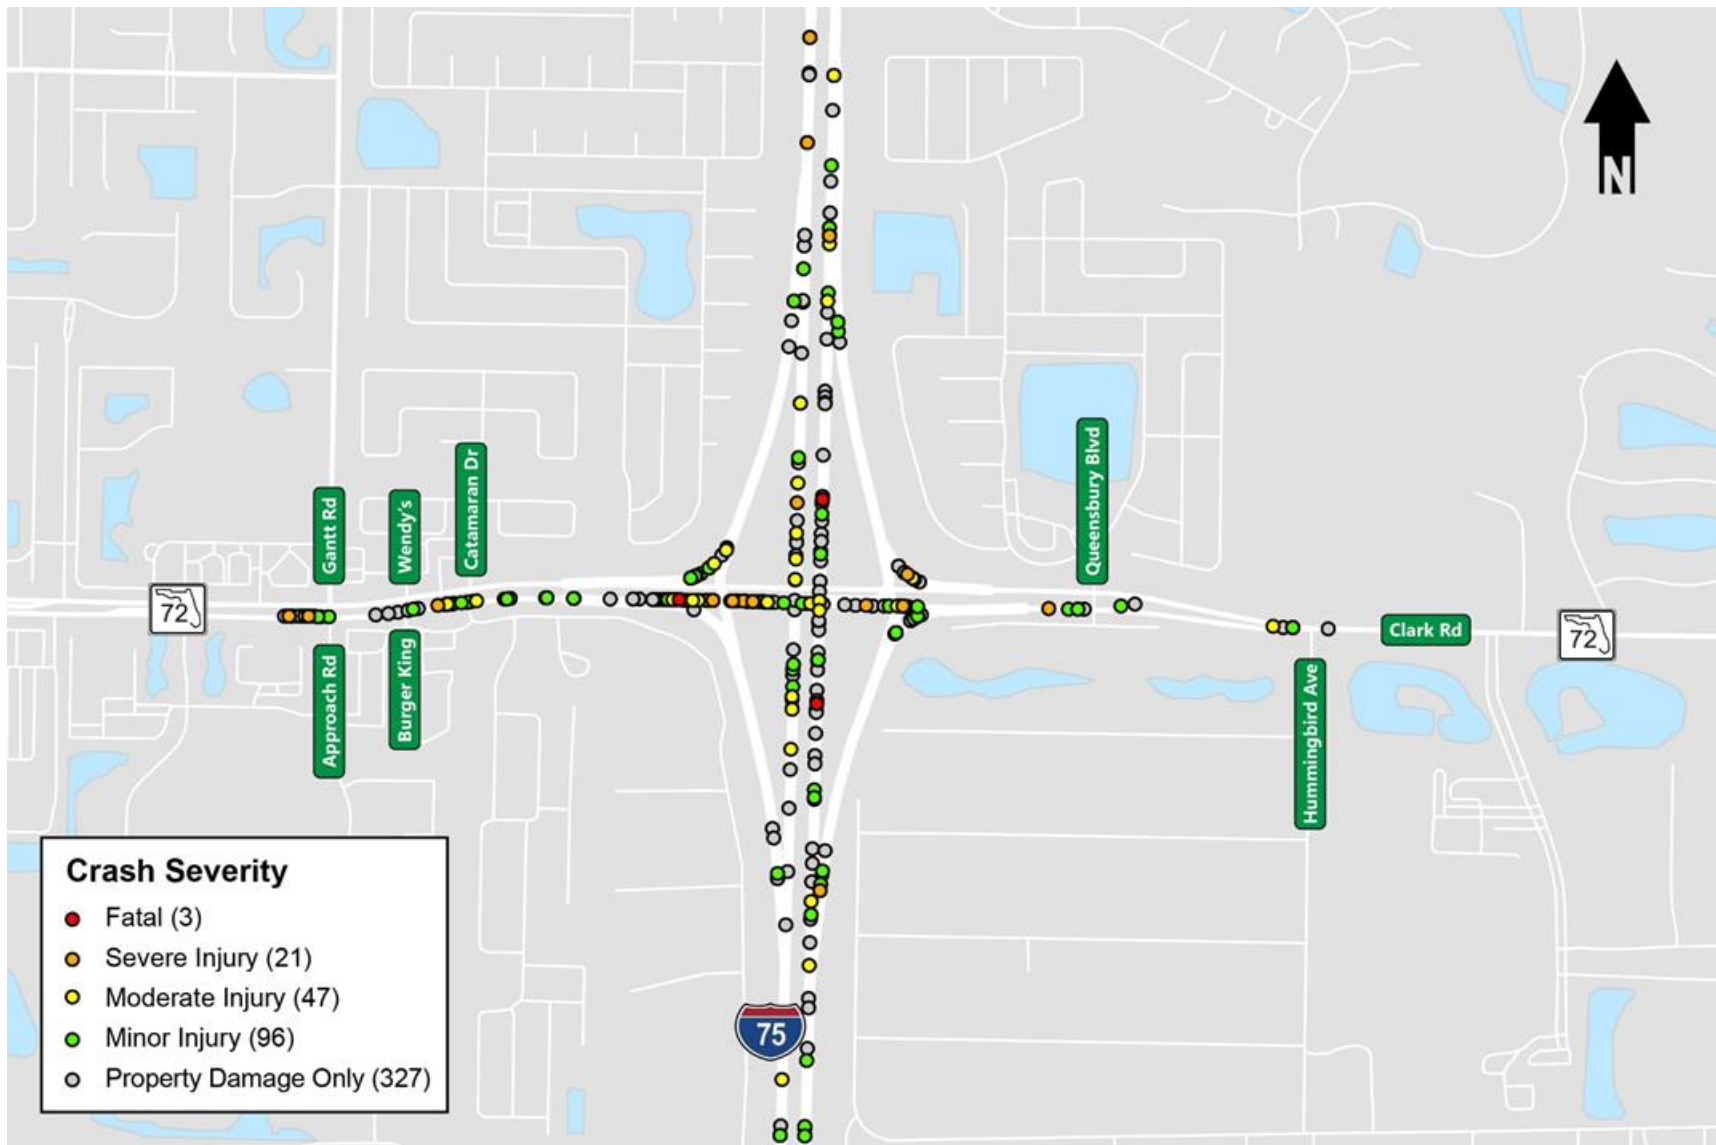 N
Gantt Rd
Wendy's
Catamaran Dr
Queensbury Blvd
72
Approach Rd
Burger King
Clark Rd
72
Hummingbird Ave
75
Crash Severity
Fatal (3)
Severe Injury (21)
Moderate Injury (47)
Minor Injury (96)
Property Damage Only (327)